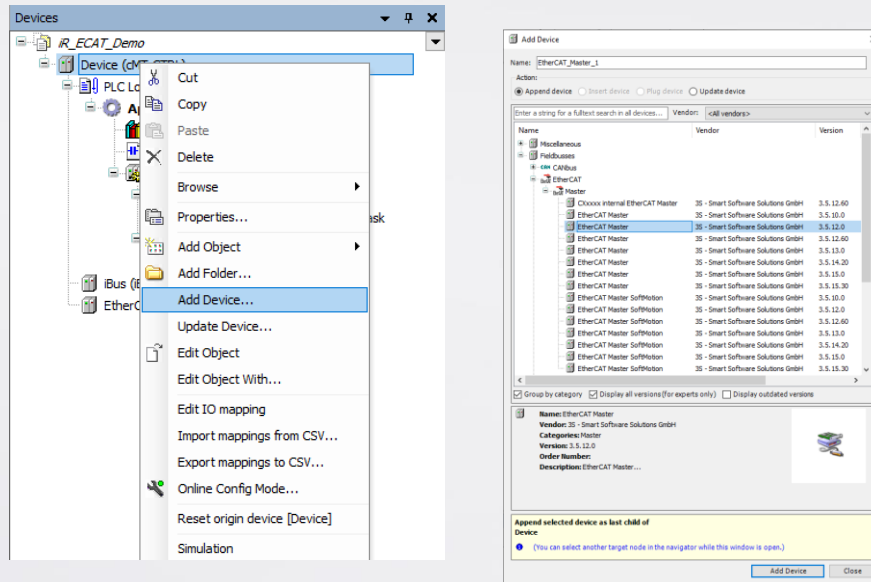 Devices
iR_ECAT_Demo
Device (cMT-CTRL)
PLC Lo
A
iBus (iB
EtherC
ask
Cut
Copy
Paste
Delete
Browse
Properties...
Add Object
Add Folder...
Add Device...
Update Device...
Edit Object
Edit Object With...
Edit IO mapping
Import mappings from CSV...
Export mappings to CSV...
Online Config Mode...
Reset origin device [Device]
Simulation
Add Device
Name: EtherCAT_Master_1
Action:
Append device Insert device Plug device Update device
Enter a string for a fulltext search in all devices... Vendor: <All vendors>
Name Vendor Version
Miscellaneous
Fieldbusses
CANbus
EtherCAT
Master
CXxxxx internal EtherCAT Master 3S - Smart Software Solutions GmbH 3.5.12.60
EtherCAT Master 3S - Smart Software Solutions GmbH 3.5.10.0
EtherCAT Master 3S - Smart Software Solutions GmbH 3.5.12.0
EtherCAT Master 3S - Smart Software Solutions GmbH 3.5.12.60
EtherCAT Master 3S - Smart Software Solutions GmbH 3.5.13.0
EtherCAT Master 3S - Smart Software Solutions GmbH 3.5.14.20
EtherCAT Master 3S - Smart Software Solutions GmbH 3.5.15.0
EtherCAT Master 3S - Smart Software Solutions GmbH 3.5.15.30
EtherCAT Master SoftMotion 3S - Smart Software Solutions GmbH 3.5.10.0
EtherCAT Master SoftMotion 3S - Smart Software Solutions GmbH 3.5.12.0
EtherCAT Master SoftMotion 3S - Smart Software Solutions GmbH 3.5.12.60
EtherCAT Master SoftMotion 3S - Smart Software Solutions GmbH 3.5.13.0
EtherCAT Master SoftMotion 3S - Smart Software Solutions GmbH 3.5.14.20
EtherCAT Master SoftMotion 3S - Smart Software Solutions GmbH 3.5.15.0
EtherCAT Master SoftMotion 3S - Smart Software Solutions GmbH 3.5.15.30
Group by category Display all versions (for experts only) Display outdated versions
Name: EtherCAT Master
Vendor: 3S - Smart Software Solutions GmbH
Categories: Master
Version: 3.5.12.0
Order Number:
Description: EtherCAT Master...
Append selected device as last child of
Device
(You can select another target node in the navigator while this window is open.)
Add Device Close